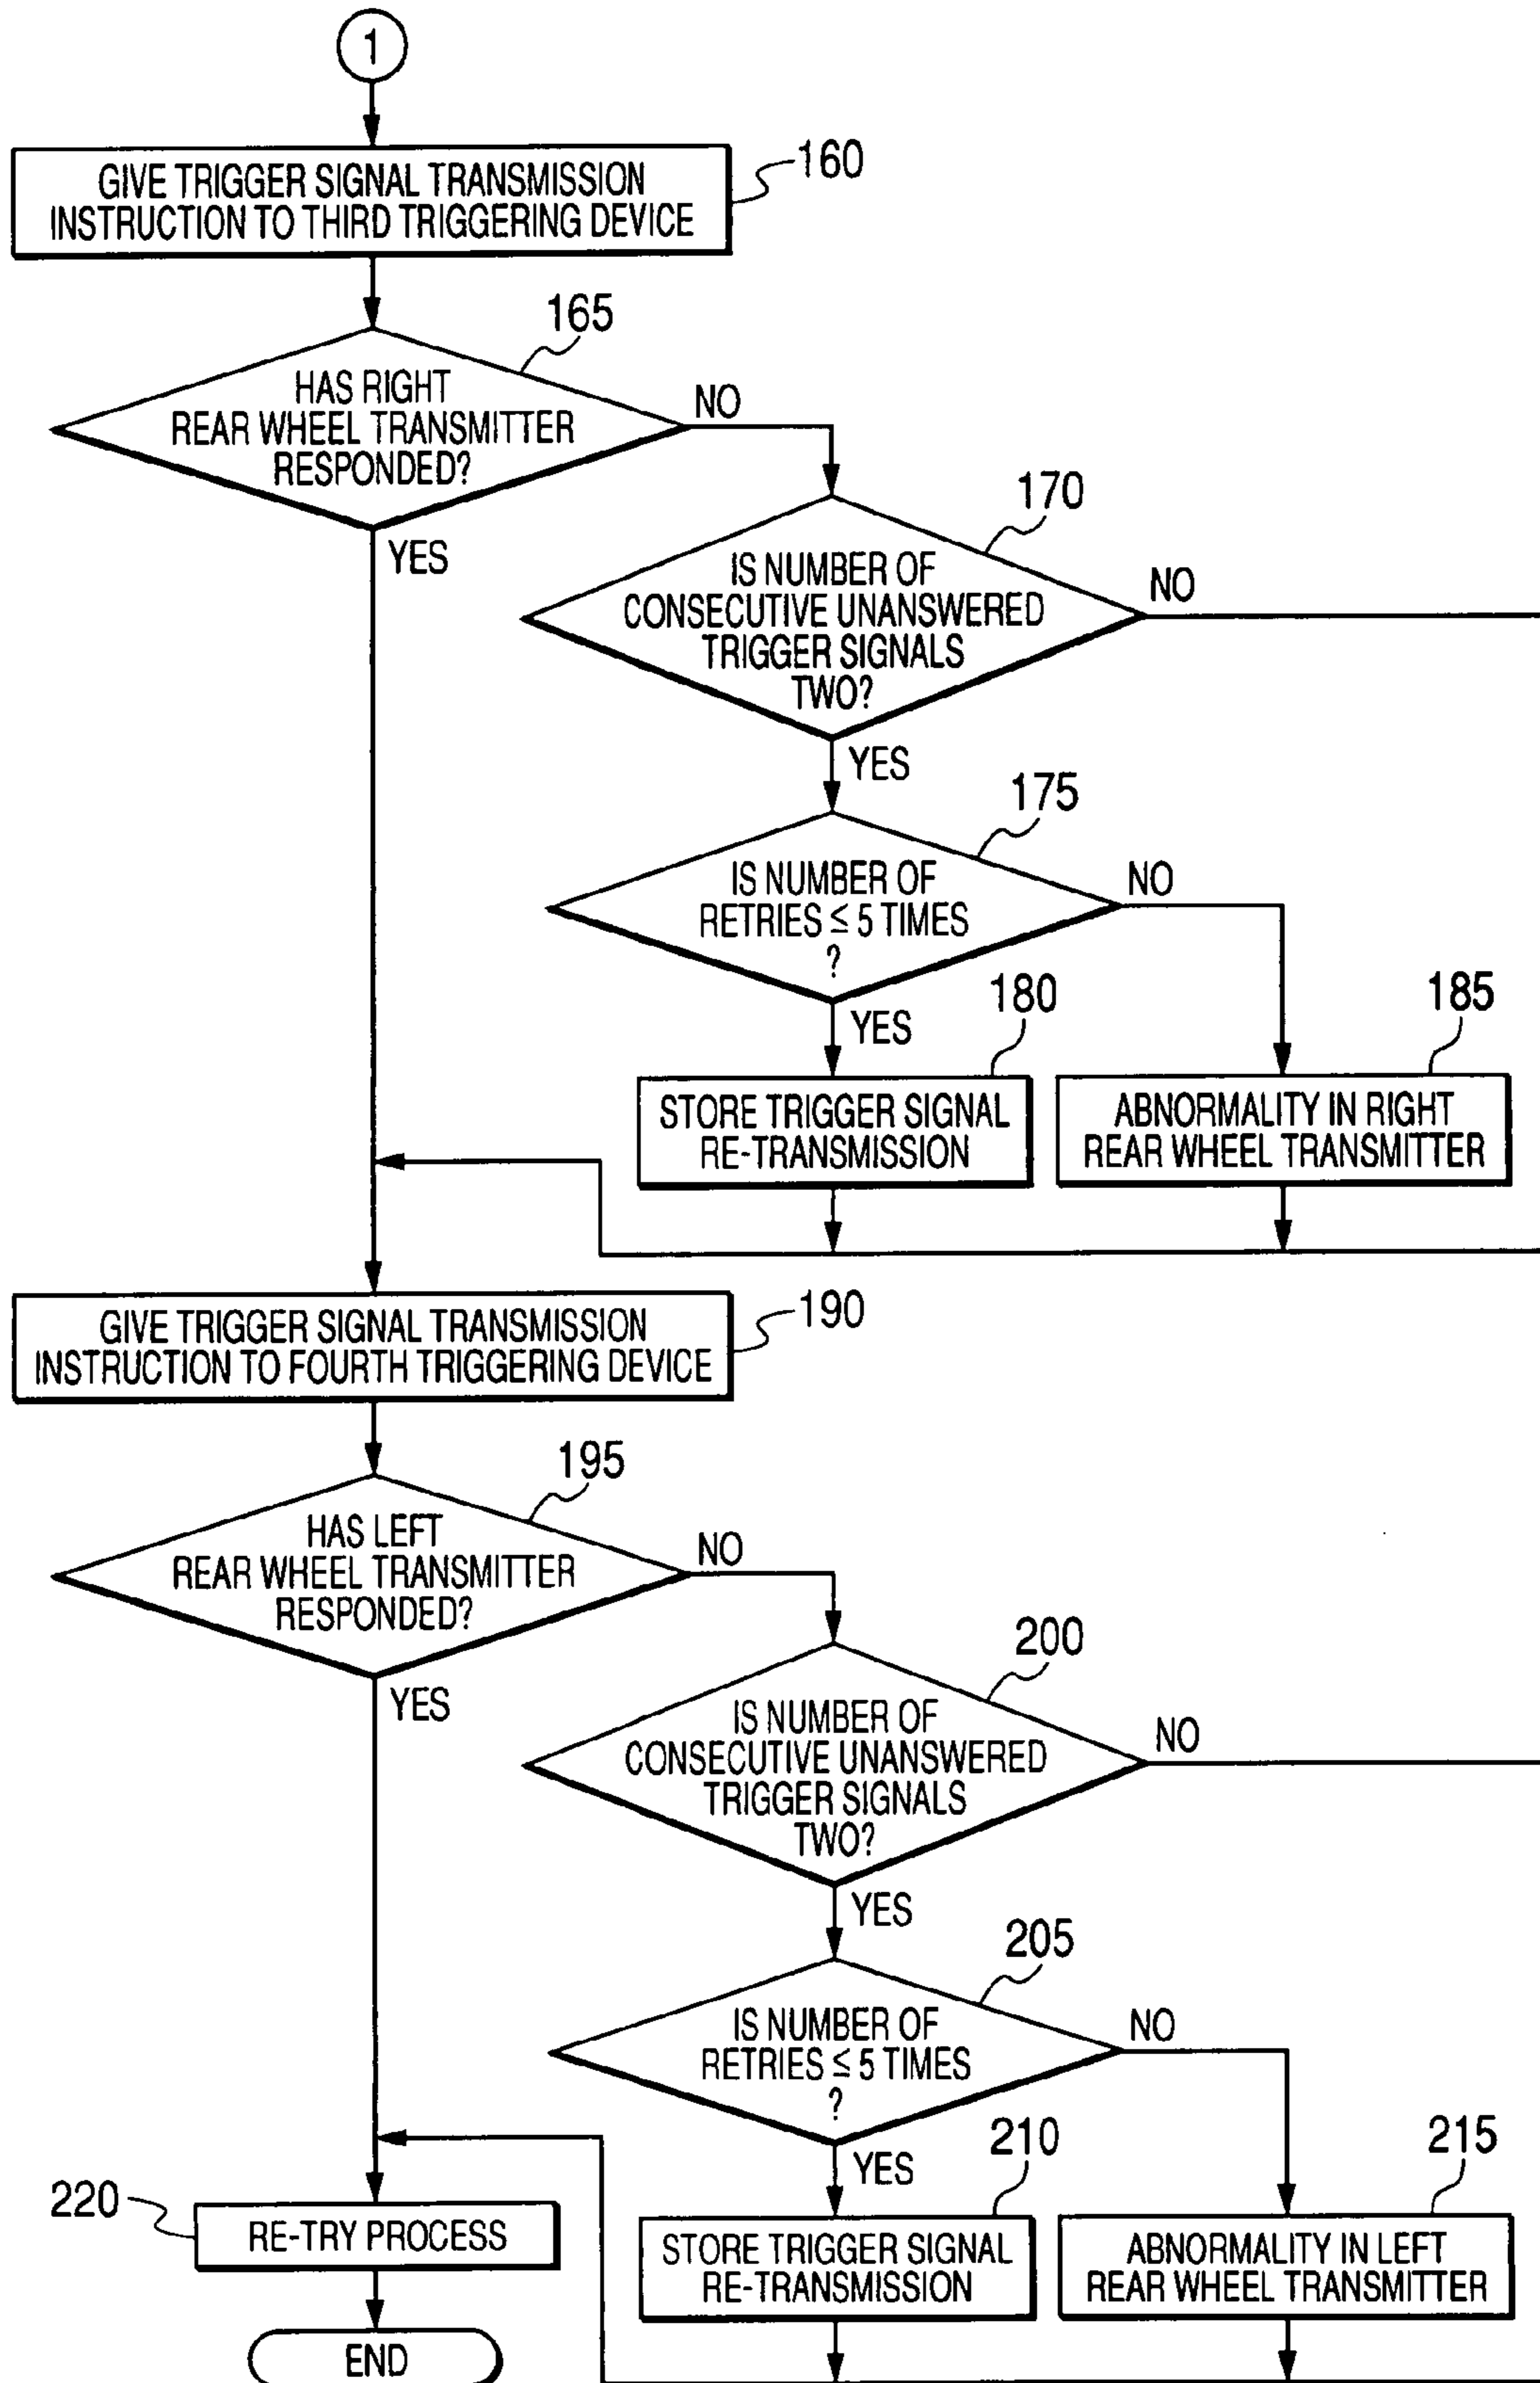 1
GIVE TRIGGER SIGNAL TRANSMISSION
INSTRUCTION TO THIRD TRIGGERING DEVICE
160
165
HAS RIGHT
REAR WHEEL TRANSMITTER
RESPONDED?
NO
YES
170
IS NUMBER OF
CONSECUTIVE UNANSWERED
TRIGGER SIGNALS
TWO?
NO
YES
175
IS NUMBER OF
RETRIES ≤ 5 TIMES
?
NO
YES
180
STORE TRIGGER SIGNAL
RE-TRANSMISSION
185
ABNORMALITY IN RIGHT
REAR WHEEL TRANSMITTER
GIVE TRIGGER SIGNAL TRANSMISSION
INSTRUCTION TO FOURTH TRIGGERING DEVICE
190
195
HAS LEFT
REAR WHEEL TRANSMITTER
RESPONDED?
NO
YES
200
IS NUMBER OF
CONSECUTIVE UNANSWERED
TRIGGER SIGNALS
TWO?
NO
YES
205
IS NUMBER OF
RETRIES ≤ 5 TIMES
?
NO
YES
210
STORE TRIGGER SIGNAL
RE-TRANSMISSION
215
ABNORMALITY IN LEFT
REAR WHEEL TRANSMITTER
220
RE-TRY PROCESS
END